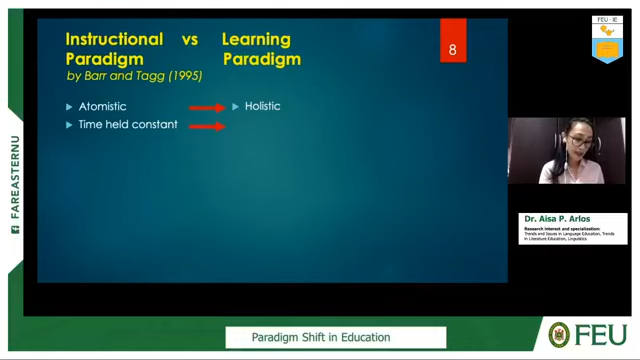 Instructional vs Learning
Paradigm Paradigm
by Barr and Tagg (1995)
8
Atomistic Holistic
Time held constant
FEU - IE
FAREASTERNU
Dr. Aisa P. Arlos
Research interest and specialization:
Trends and Issues in Language Education, Trends
in Literature Education, Linguistics
Paradigm Shift in Education
FEU